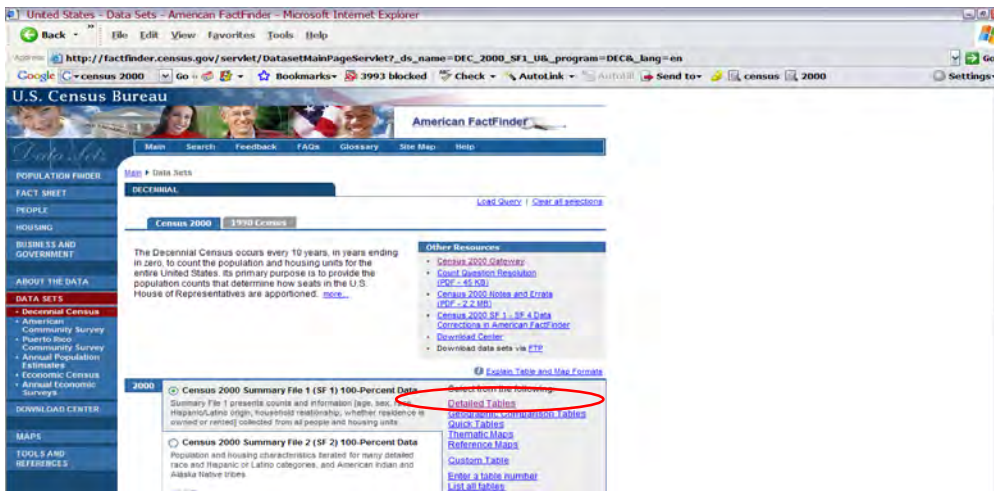 United States - Data Sets - American FactFinder - Microsoft Internet Explorer
Back File Edit View Favorites Tools Help
Address http://factfinder.census.gov/servlet/DatasetMainPageServlet?_ds_name=DEC_2000_SF1_U&_program=DEC&_lang=en Go
Google census 2000 Go Bookmarks 3993 blocked Check AutoLink AutoFill Send to census 2000 Settings
U.S. Census Bureau
American FactFinder
Data Sets
Main Search Feedback FAQs Glossary Site Map Help
POPULATION FINDER
FACT SHEET
PEOPLE
HOUSING
BUSINESS AND
GOVERNMENT
ABOUT THE DATA
DATA SETS
• Decennial Census
• American
Community Survey
• Puerto Rico
Community Survey
• Annual Population
Estimates
• Economic Census
• Annual Economic
Surveys
DOWNLOAD CENTER
MAPS
TOOLS AND
REFERENCES
Main ▸ Data Sets
DECENNIAL
Load Query | Clear all selections
Census 2000 1990 Census
The Decennial Census occurs every 10 years, in years ending
in zero, to count the population and housing units for the
entire United States. Its primary purpose is to provide the
population counts that determine how seats in the U.S.
House of Representatives are apportioned. more...
Other Resources
• Census 2000 Gateway
• Count Question Resolution
(PDF - 45 KB)
• Census 2000 Notes and Errata
(PDF - 2.2 MB)
• Census 2000 SF 1 - SF 4 Data
Corrections in American FactFinder
• Download Center
• Download data sets via FTP
Explain Table and Map Formats
2000
Census 2000 Summary File 1 (SF 1) 100-Percent Data
Summary File 1 presents counts and information (age, sex, race,
Hispanic/Latino origin, household relationship, whether residence is
owned or rented) collected from all people and housing units.
Census 2000 Summary File 2 (SF 2) 100-Percent Data
Population and housing characteristics iterated for many detailed
race and Hispanic or Latino categories, and American Indian and
Alaska Native tribes
Select from the following:
Detailed Tables
Geographic Comparison Tables
Quick Tables
Thematic Maps
Reference Maps
Custom Table
Enter a table number
List all tables